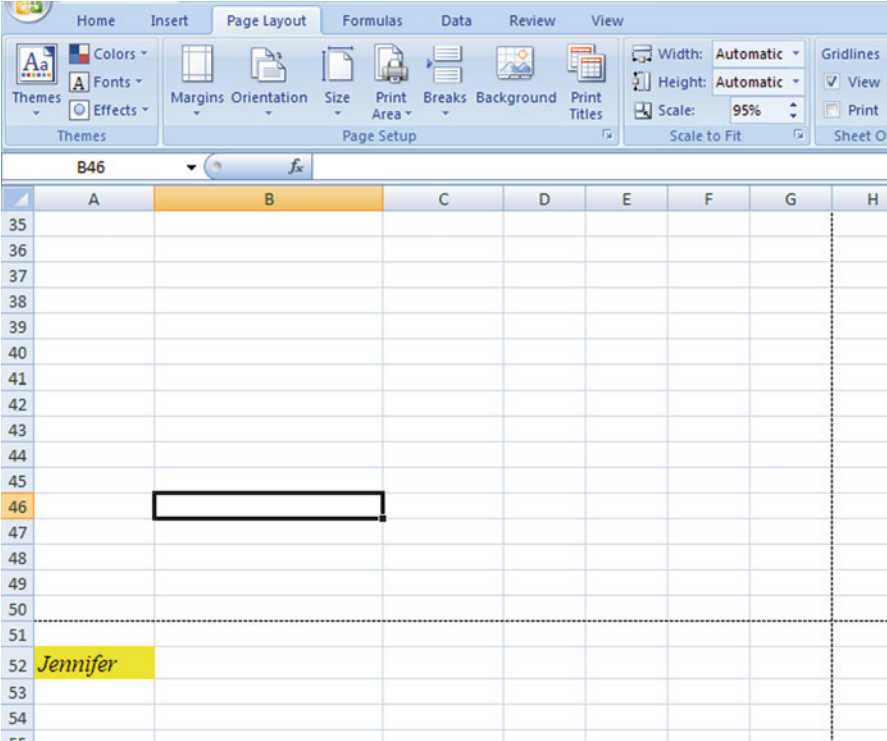 Home Insert Page Layout Formulas Data Review View
Colors Width: Automatic Gridlines
Aa Fonts Height: Automatic View
Themes Effects Margins Orientation Size Print Area Breaks Background Print Titles Scale: 95% Print
Themes Page Setup Scale to Fit Sheet O
B46 fx
A B C D E F G H
35
36
37
38
39
40
41
42
43
44
45
46
47
48
49
50
51
52 Jennifer
53
54